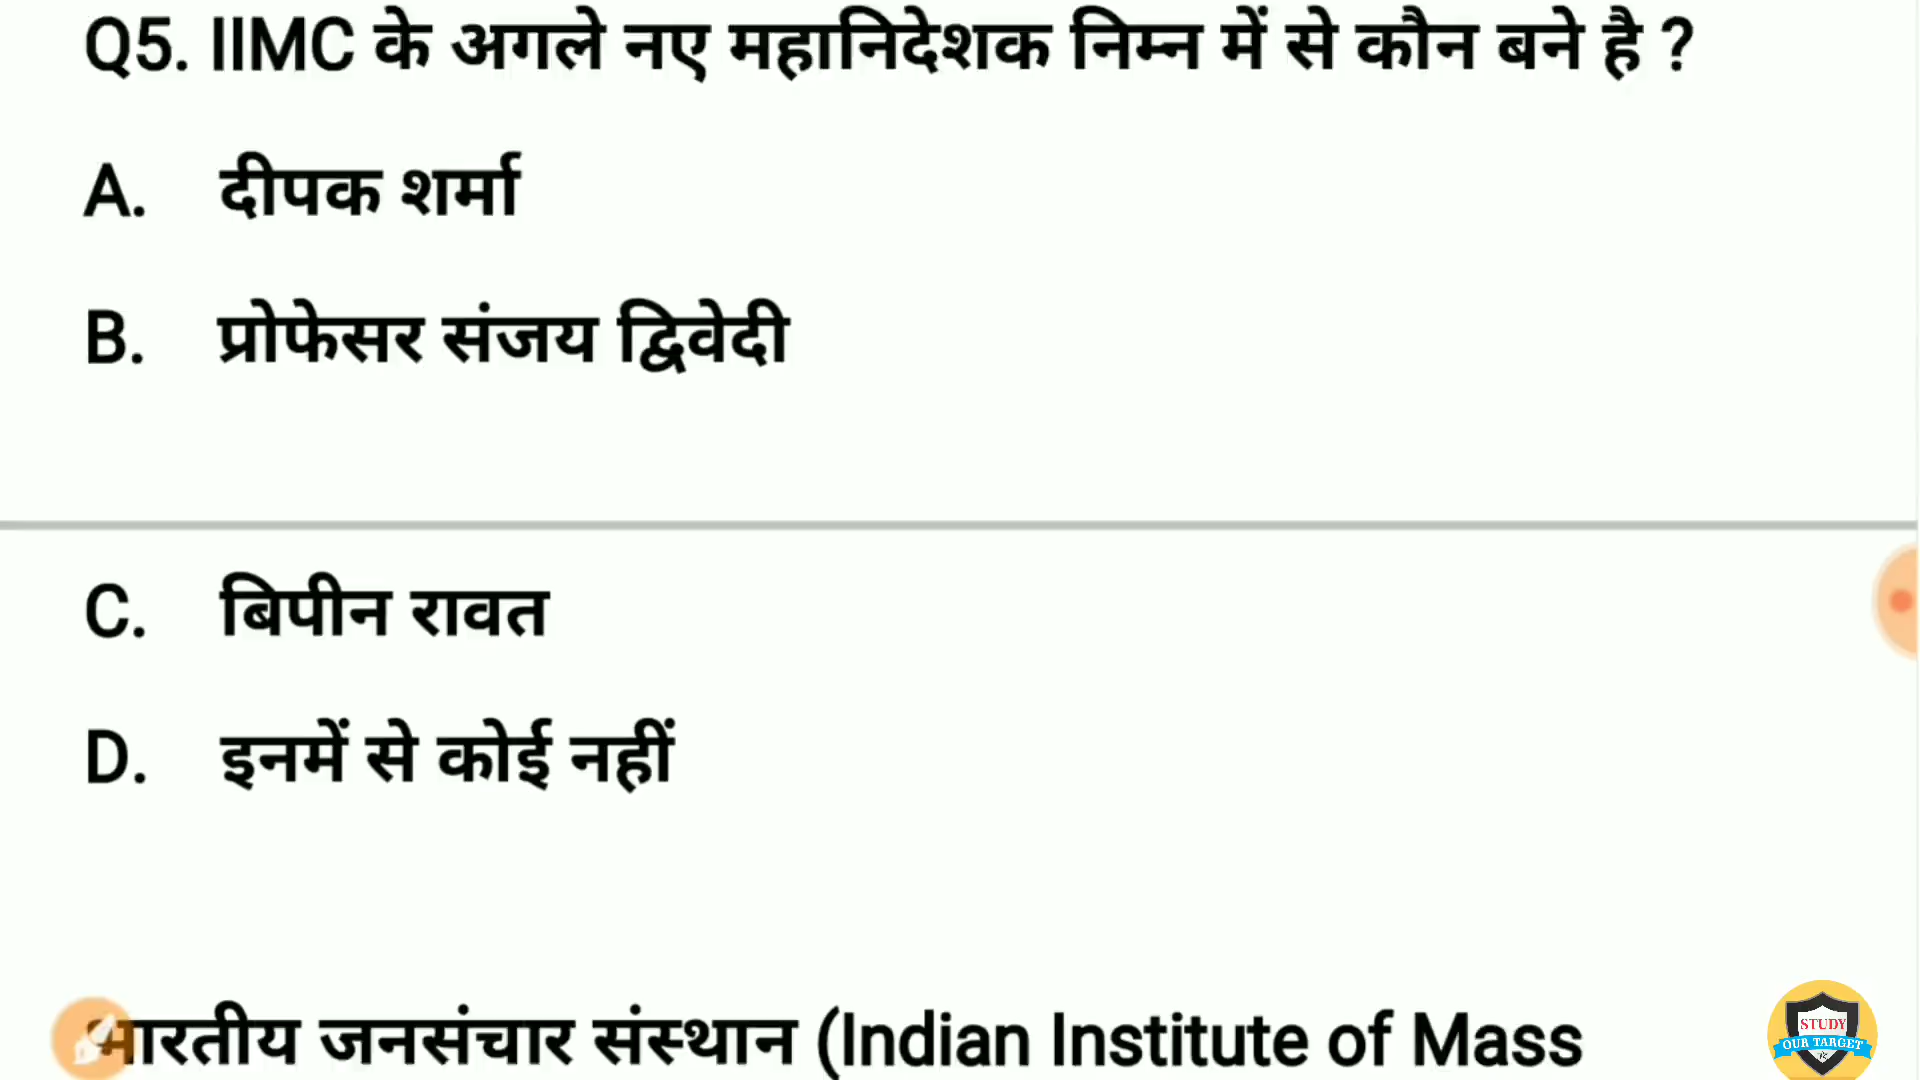 Q5. IIMC के अगले नए महानिदेशक निम्न में से कौन बने है ?
A. दीपक शर्मा
B. प्रोफेसर संजय द्विवेदी
C. बिपीन रावत
D. इनमें से कोई नहीं
भारतीय जनसंचार संस्थान (Indian Institute of Mass
STUDY
OUR TARGET